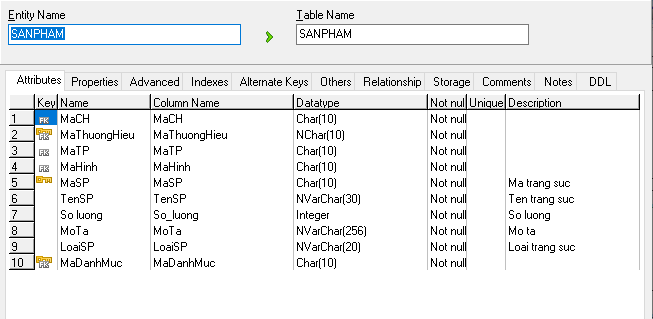 Entity Name Table Name
SANPHAM SANPHAM
Attributes Properties Advanced Indexes Alternate Keys Others Relationship Storage Comments Notes DDL
Key Name Column Name Datatype Not nul Unique Description
1 FK MaCH MaCH Char(10) Not null
2 MaThuongHieu MaThuongHieu NChar(10) Not null
3 FK MaTP MaTP Char(10) Not null
4 FK MaHinh MaHinh Char(10) Not null
5 MaSP MaSP Char(10) Not null Ma trang suc
6 TenSP TenSP NVarChar(30) Not null Ten trang suc
7 So luong So_luong Integer Not null So luong
8 MoTa MoTa NVarChar(256) Not null Mo ta
9 LoaiSP LoaiSP NVarChar(20) Not null Loai trang suc
10 MaDanhMuc MaDanhMuc Char(10) Not null